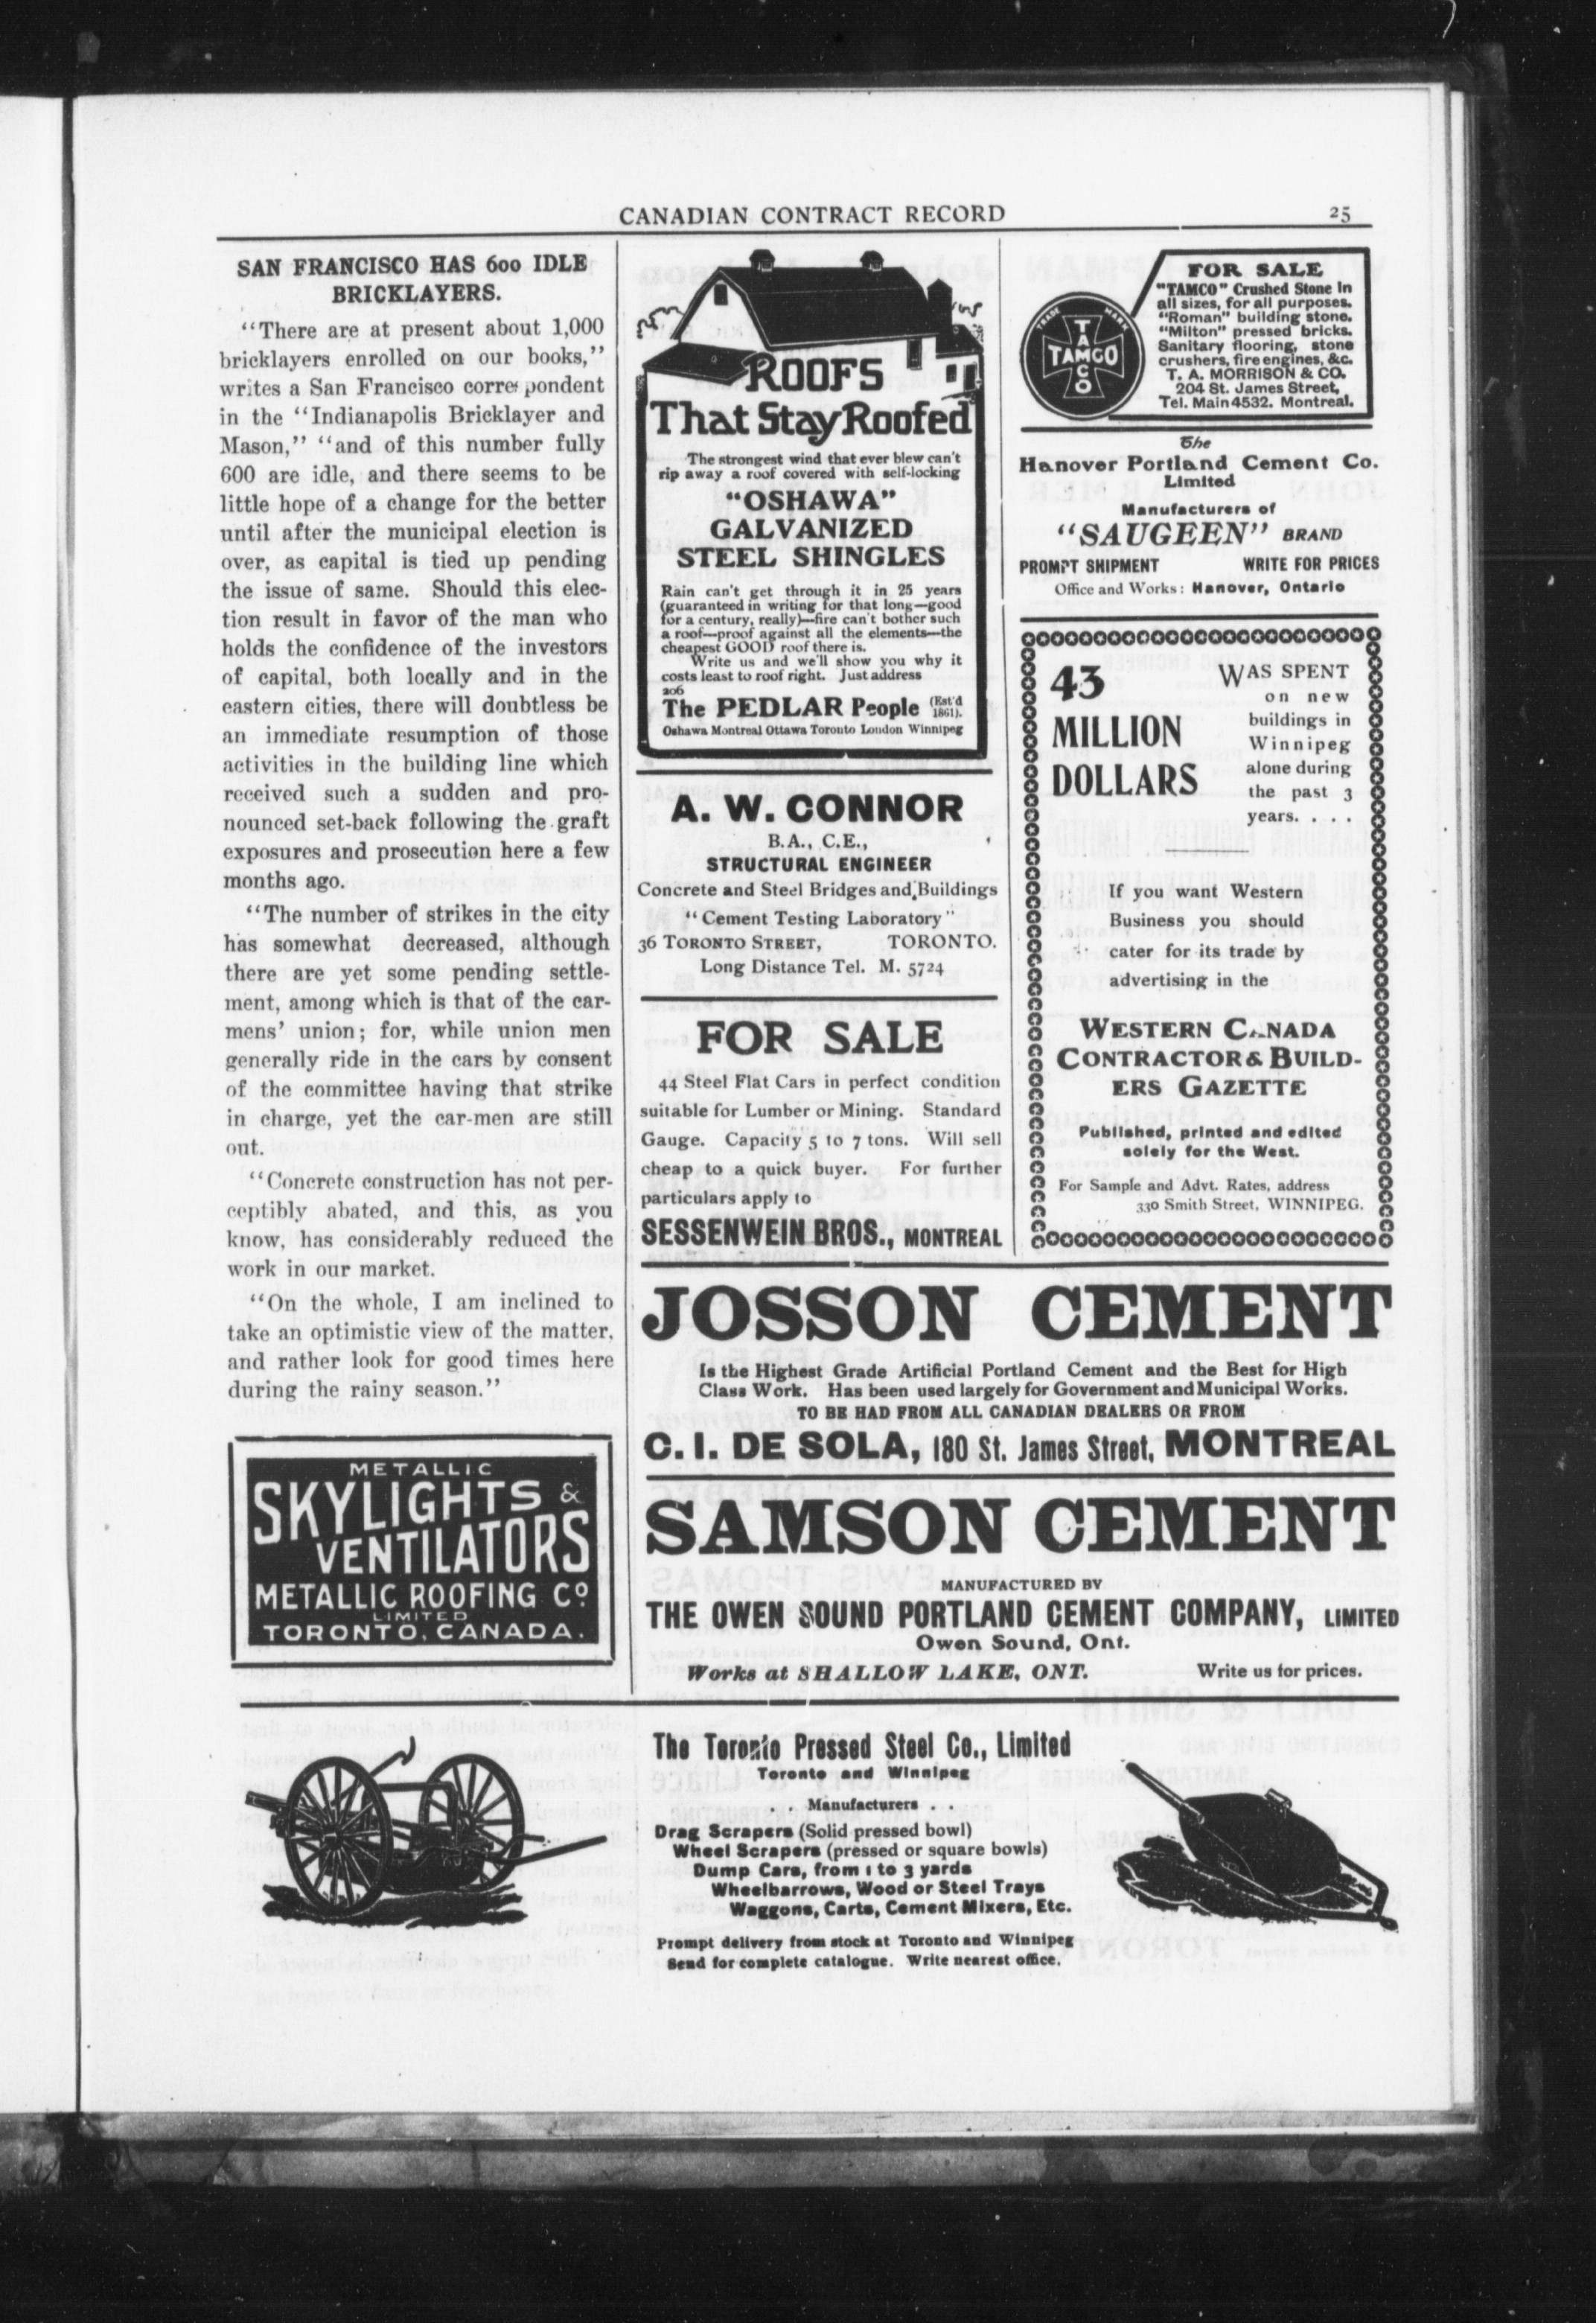 CANADIAN CONTRACT RECORD 25
SAN FRANCISCO HAS 600 IDLE
BRICKLAYERS.
"There are at present about 1,000
bricklayers enrolled on our books,"
writes a San Francisco correspondent
in the "Indianapolis Bricklayer and
Mason," "and of this number fully
600 are idle, and there seems to be
little hope of a change for the better
until after the municipal election is
over, as capital is tied up pending
the issue of same. Should this elec-
tion result in favor of the man who
holds the confidence of the investors
of capital, both locally and in the
eastern cities, there will doubtless be
an immediate resumption of those
activities in the building line which
received such a sudden and pro-
nounced set-back following the graft
exposures and prosecution here a few
months ago.
"The number of strikes in the city
has somewhat decreased, although
there are yet some pending settle-
ment, among which is that of the car-
mens' union; for, while union men
generally ride in the cars by consent
of the committee having that strike
in charge, yet the car-men are still
out.
"Concrete construction has not per-
ceptibly abated, and this, as you
know, has considerably reduced the
work in our market.
"On the whole, I am inclined to
take an optimistic view of the matter,
and rather look for good times here
during the rainy season."
METALLIC
SKYLIGHTS &
VENTILATORS
METALLIC ROOFING CO.
LIMITED
TORONTO, CANADA.
ROOFS
That Stay Roofed
The strongest wind that ever blew can't
rip away a roof covered with self-locking
"OSHAWA"
GALVANIZED
STEEL SHINGLES
Rain can't get through it in 25 years
(guaranteed in writing for that long—good
for a century, really)—fire can't bother such
a roof—proof against all the elements—the
cheapest GOOD roof there is.
Write us and we'll show you why it
costs least to roof right. Just address
206
The PEDLAR People (Est'd 1861).
Oshawa Montreal Ottawa Toronto London Winnipeg
A. W. CONNOR
B.A., C.E.,
STRUCTURAL ENGINEER
Concrete and Steel Bridges and Buildings
"Cement Testing Laboratory"
36 TORONTO STREET, TORONTO.
Long Distance Tel. M. 5724
FOR SALE
44 Steel Flat Cars in perfect condition
suitable for Lumber or Mining. Standard
Gauge. Capacity 5 to 7 tons. Will sell
cheap to a quick buyer. For further
particulars apply to
SESSENWEIN BROS., MONTREAL
TRADE MARK
TAMCO
TAMCO
FOR SALE
"TAMCO" Crushed Stone in
all sizes, for all purposes.
"Roman" building stone.
"Milton" pressed bricks.
Sanitary flooring, stone
crushers, fire engines, &c.
T. A. MORRISON & CO.
204 St. James Street,
Tel. Main 4532. Montreal.
The
Hanover Portland Cement Co.
Limited
Manufacturers of
"SAUGEEN" BRAND
PROMPT SHIPMENT WRITE FOR PRICES
Office and Works: Hanover, Ontario
43
MILLION
DOLLARS
WAS SPENT
on new
buildings in
Winnipeg
alone during
the past 3
years. . . .
If you want Western
Business you should
cater for its trade by
advertising in the
WESTERN CANADA
CONTRACTOR & BUILD-
ERS GAZETTE
Published, printed and edited
solely for the West.
For Sample and Advt. Rates, address
330 Smith Street, WINNIPEG.
JOSSON CEMENT
Is the Highest Grade Artificial Portland Cement and the Best for High
Class Work. Has been used largely for Government and Municipal Works.
TO BE HAD FROM ALL CANADIAN DEALERS OR FROM
C. I. DE SOLA, 180 St. James Street, MONTREAL
SAMSON CEMENT
MANUFACTURED BY
THE OWEN SOUND PORTLAND CEMENT COMPANY, LIMITED
Owen Sound, Ont.
Works at SHALLOW LAKE, ONT. Write us for prices.
The Toronto Pressed Steel Co., Limited
Toronto and Winnipeg
. . Manufacturers . .
Drag Scrapers (Solid pressed bowl)
Wheel Scrapers (pressed or square bowls)
Dump Cars, from 1 to 3 yards
Wheelbarrows, Wood or Steel Trays
Waggons, Carts, Cement Mixers, Etc.
Prompt delivery from stock at Toronto and Winnipeg
Send for complete catalogue. Write nearest office.